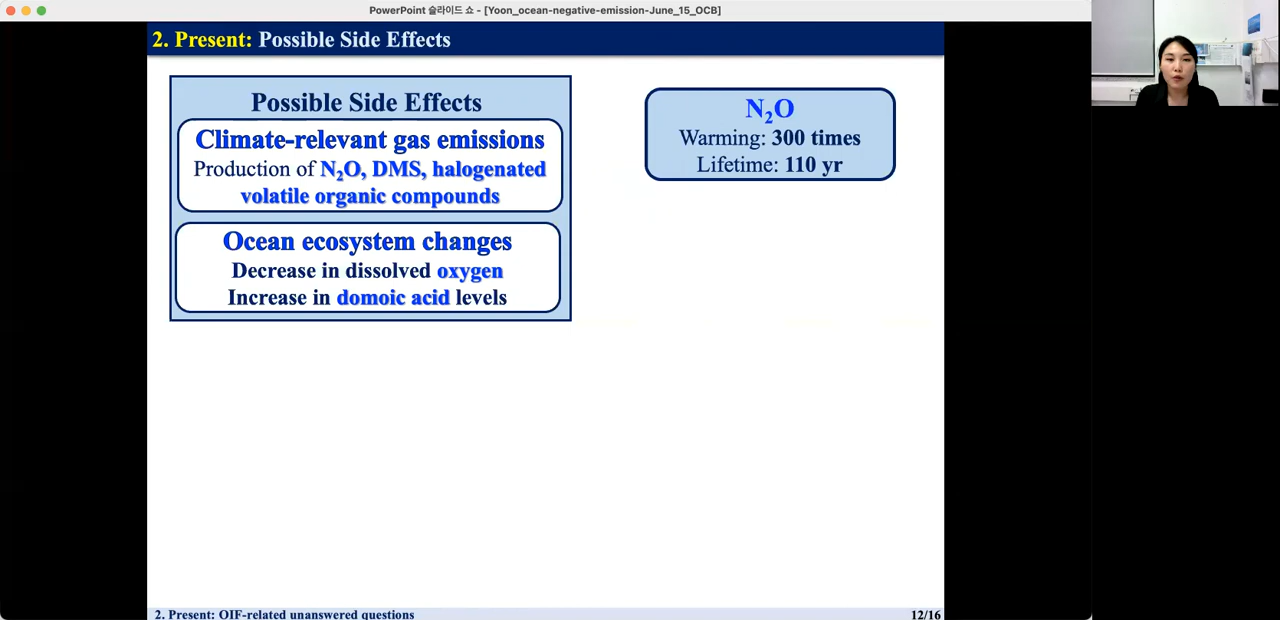 PowerPoint 슬라이드 쇼 - [Yoon_ocean-negative-emission-June_15_OCB]
2. Present: Possible Side Effects
Possible Side Effects
Climate-relevant gas emissions
Production of N₂O, DMS, halogenated
volatile organic compounds
Ocean ecosystem changes
Decrease in dissolved oxygen
Increase in domoic acid levels
N₂O
Warming: 300 times
Lifetime: 110 yr
2. Present: OIF-related unanswered questions
12/16